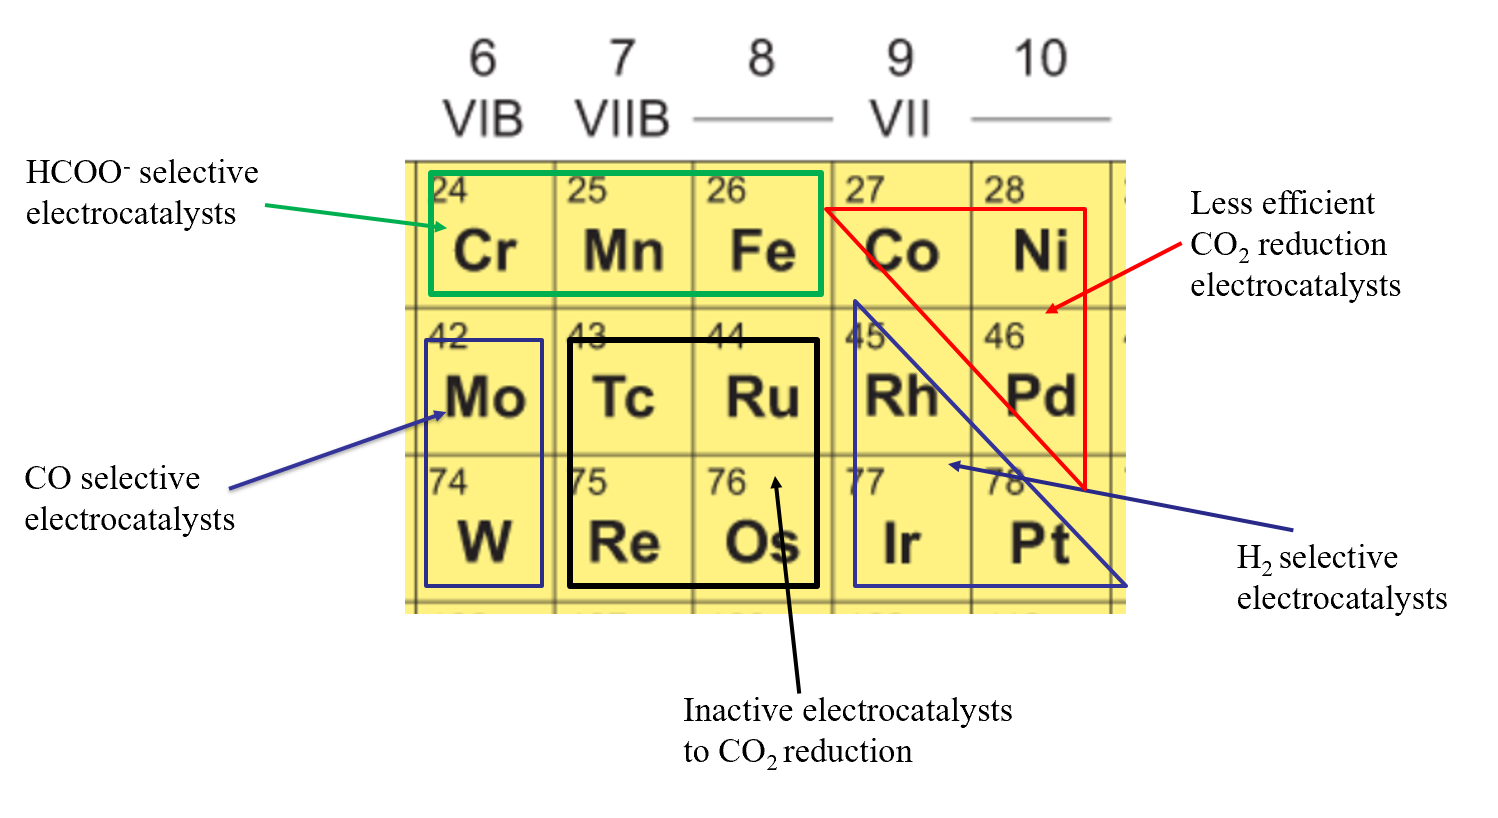 6 7 8 9 10
VIB VIIB VII
HCOO- selective
electrocatalysts
24 25 26 27 28
Cr Mn Fe Co Ni
Less efficient
CO2 reduction
electrocatalysts
42 43 44 45 46
Mo Tc Ru Rh Pd
CO selective
electrocatalysts
74 75 76 77 78
W Re Os Ir Pt
H2 selective
electrocatalysts
Inactive electrocatalysts
to CO2 reduction